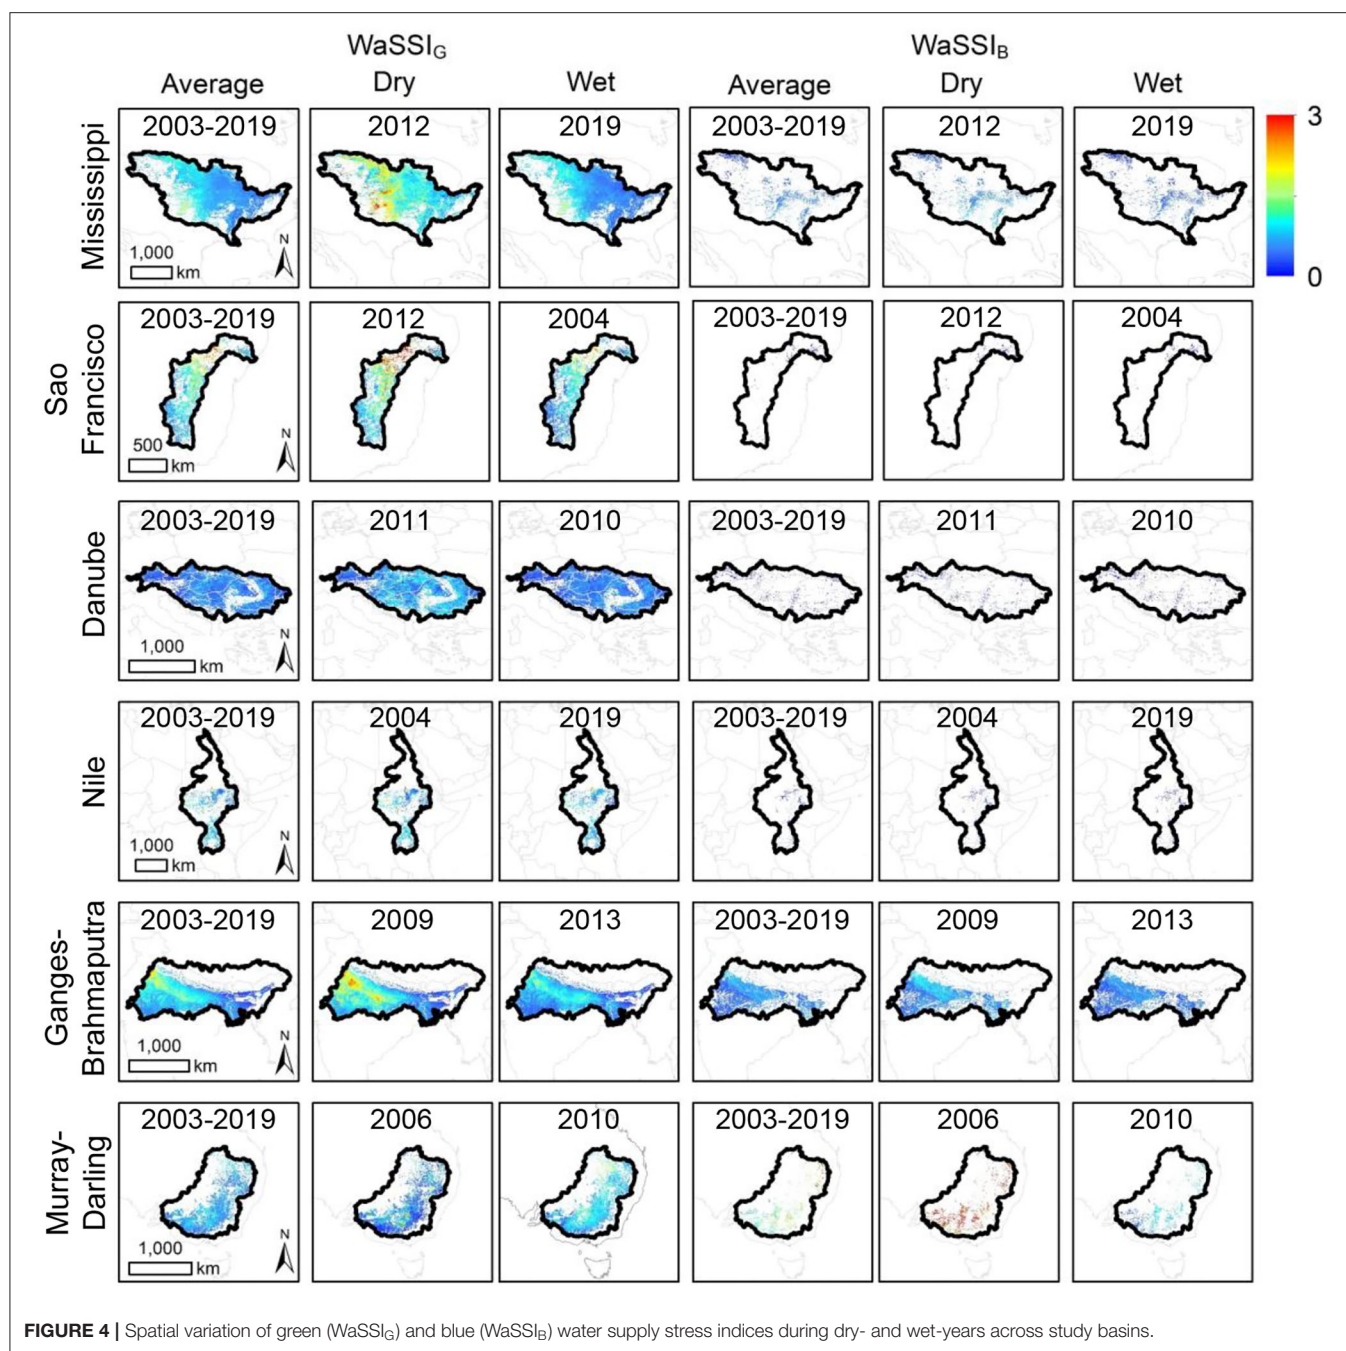 WaSSIG WaSSIB
Average Dry Wet Average Dry Wet
Mississippi
2003-2019 2012 2019 2003-2019 2012 2019
3
0
N
1,000
km
Sao
Francisco
2003-2019 2012 2004 2003-2019 2012 2004
N
500
km
Danube
2003-2019 2011 2010 2003-2019 2011 2010
N
1,000
km
Nile
2003-2019 2004 2019 2003-2019 2004 2019
N
1,000
km
Ganges-
Brahmaputra
2003-2019 2009 2013 2003-2019 2009 2013
N
1,000
km
Murray-
Darling
2003-2019 2006 2010 2003-2019 2006 2010
N
1,000
km
FIGURE 4 | Spatial variation of green (WaSSIG) and blue (WaSSIB) water supply stress indices during dry- and wet-years across study basins.